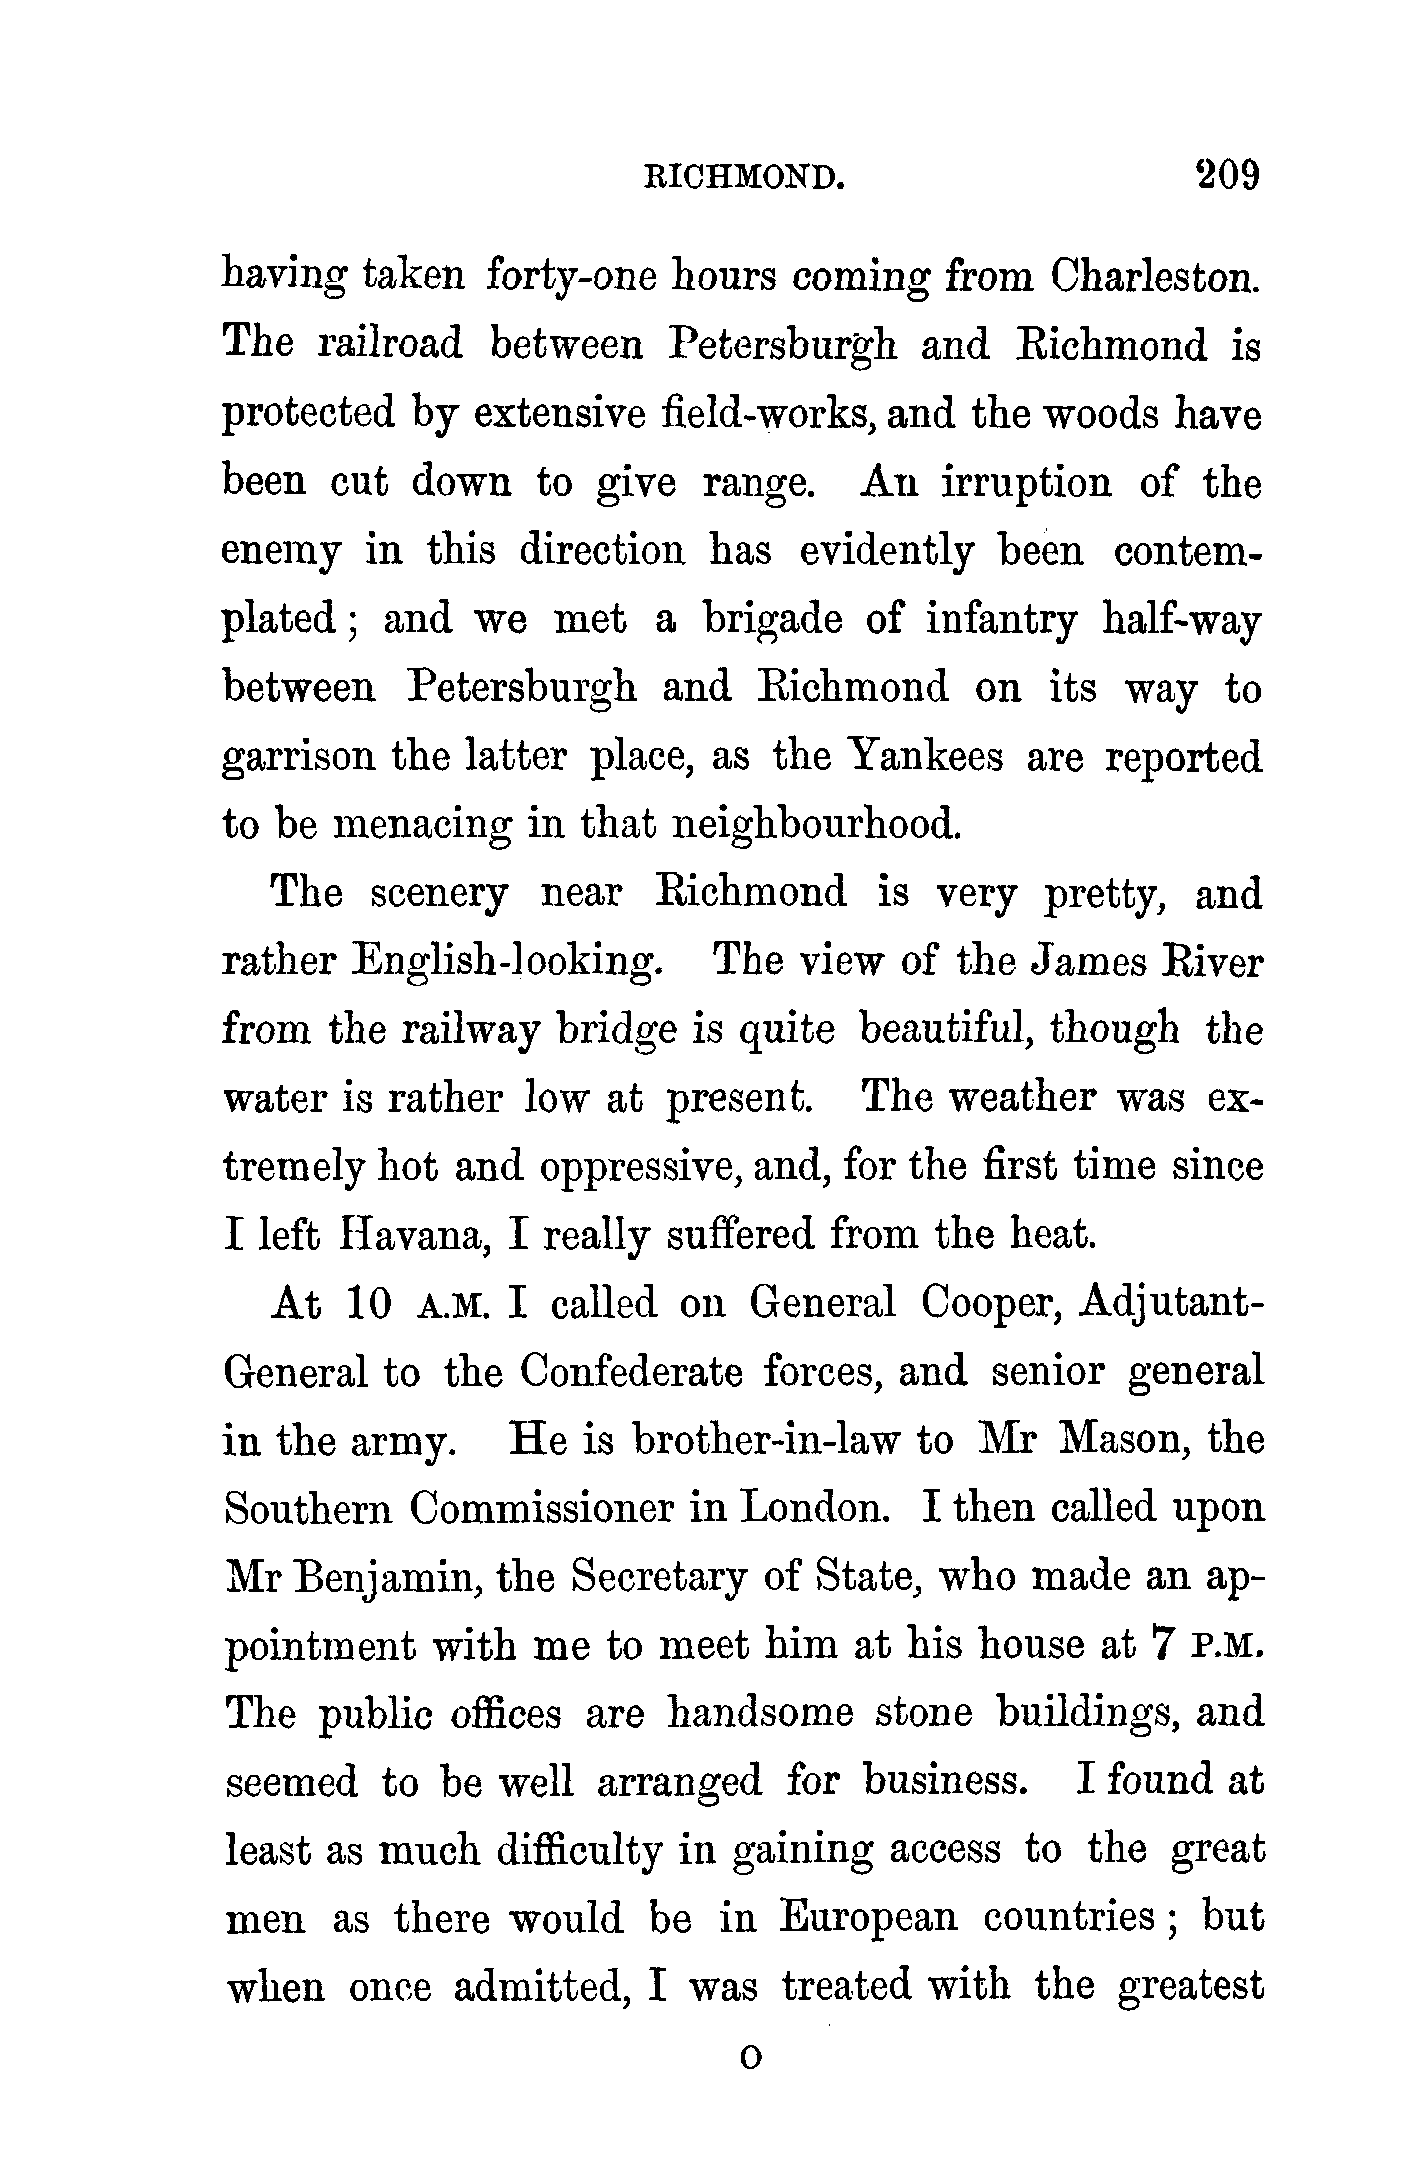 RICHMOND. 209
having taken forty-one hours coming from Charleston.
The railroad between Petersburgh and Richmond is
protected by extensive field-works, and the woods have
been cut down to give range. An irruption of the
enemy in this direction has evidently been contem-
plated ; and we met a brigade of infantry half-way
between Petersburgh and Richmond on its way to
garrison the latter place, as the Yankees are reported
to be menacing in that neighbourhood.
The scenery near Richmond is very pretty, and
rather English-looking. The view of the James River
from the railway bridge is quite beautiful, though the
water is rather low at present. The weather was ex-
tremely hot and oppressive, and, for the first time since
I left Havana, I really suffered from the heat.
At 10 A.M. I called on General Cooper, Adjutant-
General to the Confederate forces, and senior general
in the army. He is brother-in-law to Mr Mason, the
Southern Commissioner in London. I then called upon
Mr Benjamin, the Secretary of State, who made an ap-
pointment with me to meet him at his house at 7 P.M.
The public offices are handsome stone buildings, and
seemed to be well arranged for business. I found at
least as much difficulty in gaining access to the great
men as there would be in European countries ; but
when once admitted, I was treated with the greatest
O